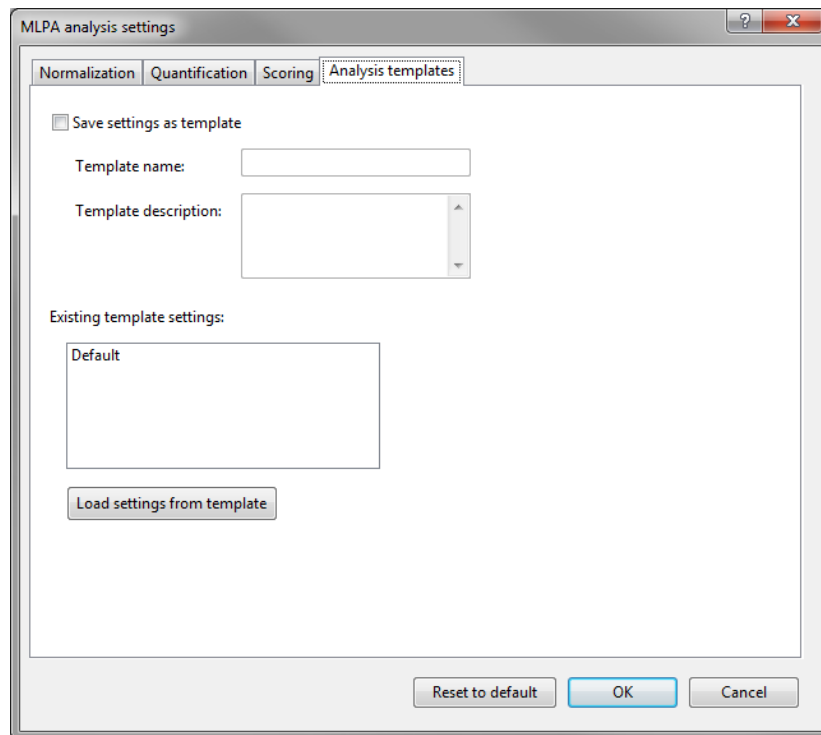 MLPA analysis settings
Normalization Quantification Scoring Analysis templates
Save settings as template
Template name:
Template description:
Existing template settings:
Default
Load settings from template
Reset to default OK Cancel